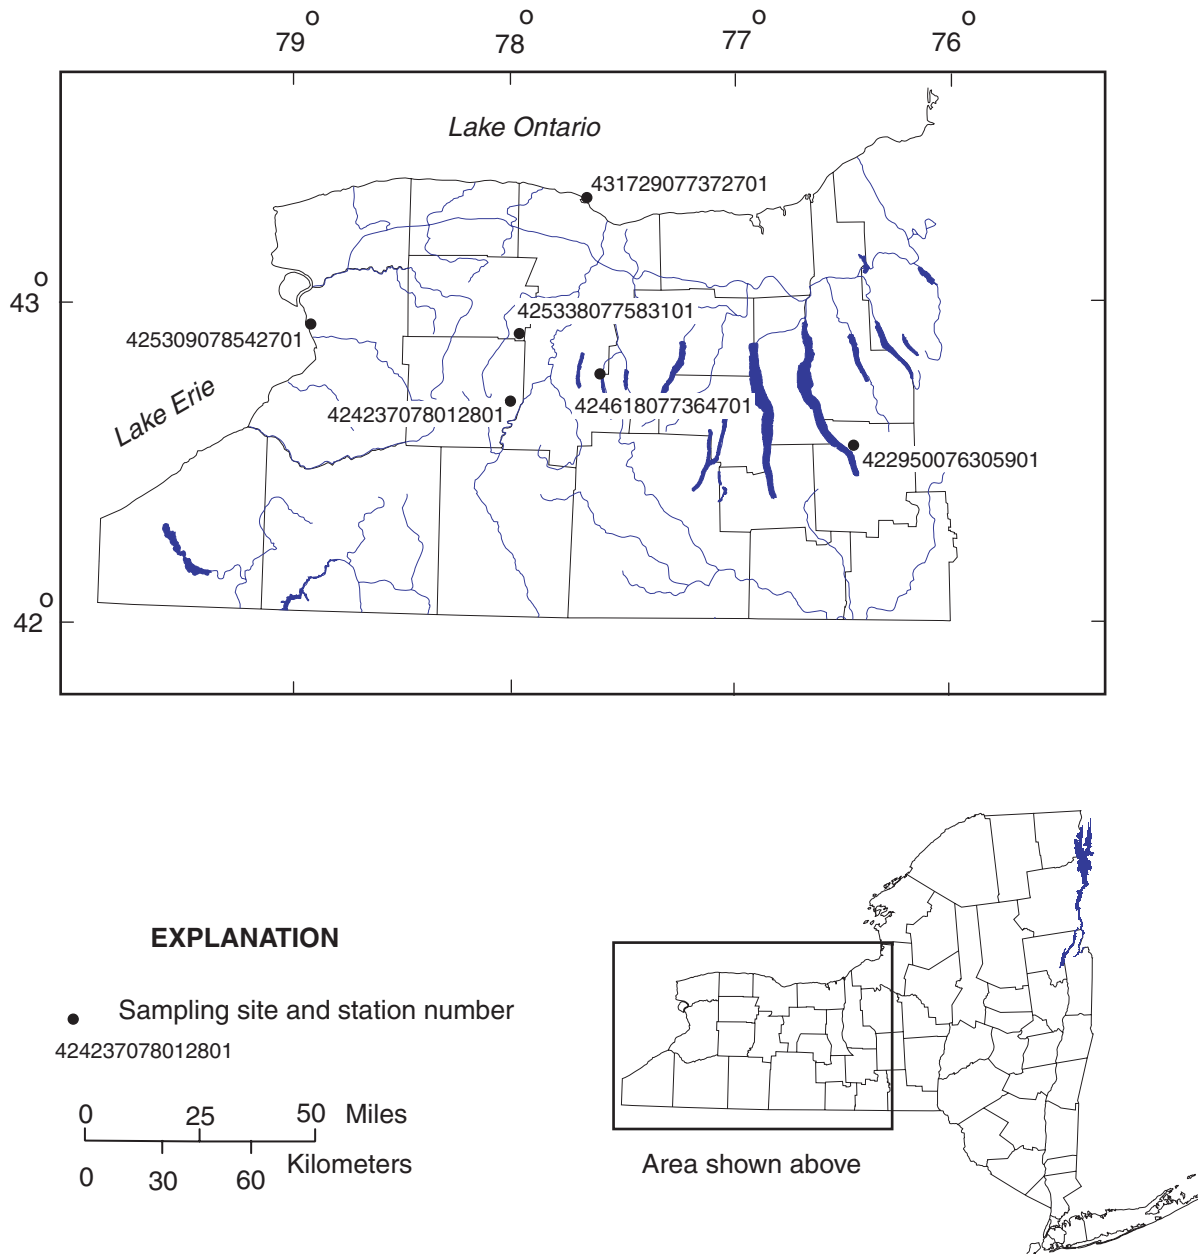 o o o o
79 78 77 76
Lake Ontario
431729077372701
o
43
425338077583101
425309078542701
Lake Erie
424237078012801
424618077364701
422950076305901
o
42
EXPLANATION
Sampling site and station number
424237078012801
0 25 50 Miles
0 30 60 Kilometers
Area shown above